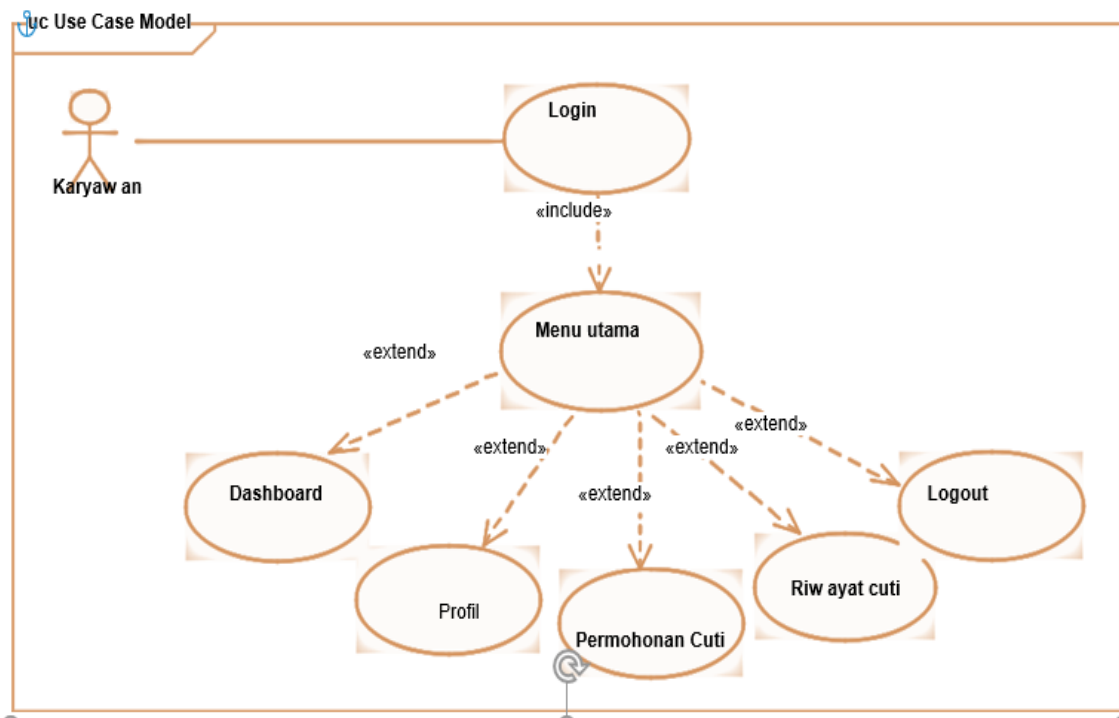 uc Use Case Model
Login
Karyaw an
«include»
Menu utama
«extend»
«extend»
«extend»
«extend»
«extend»
Dashboard
Logout
Riw ayat cuti
Profil
Permohonan Cuti